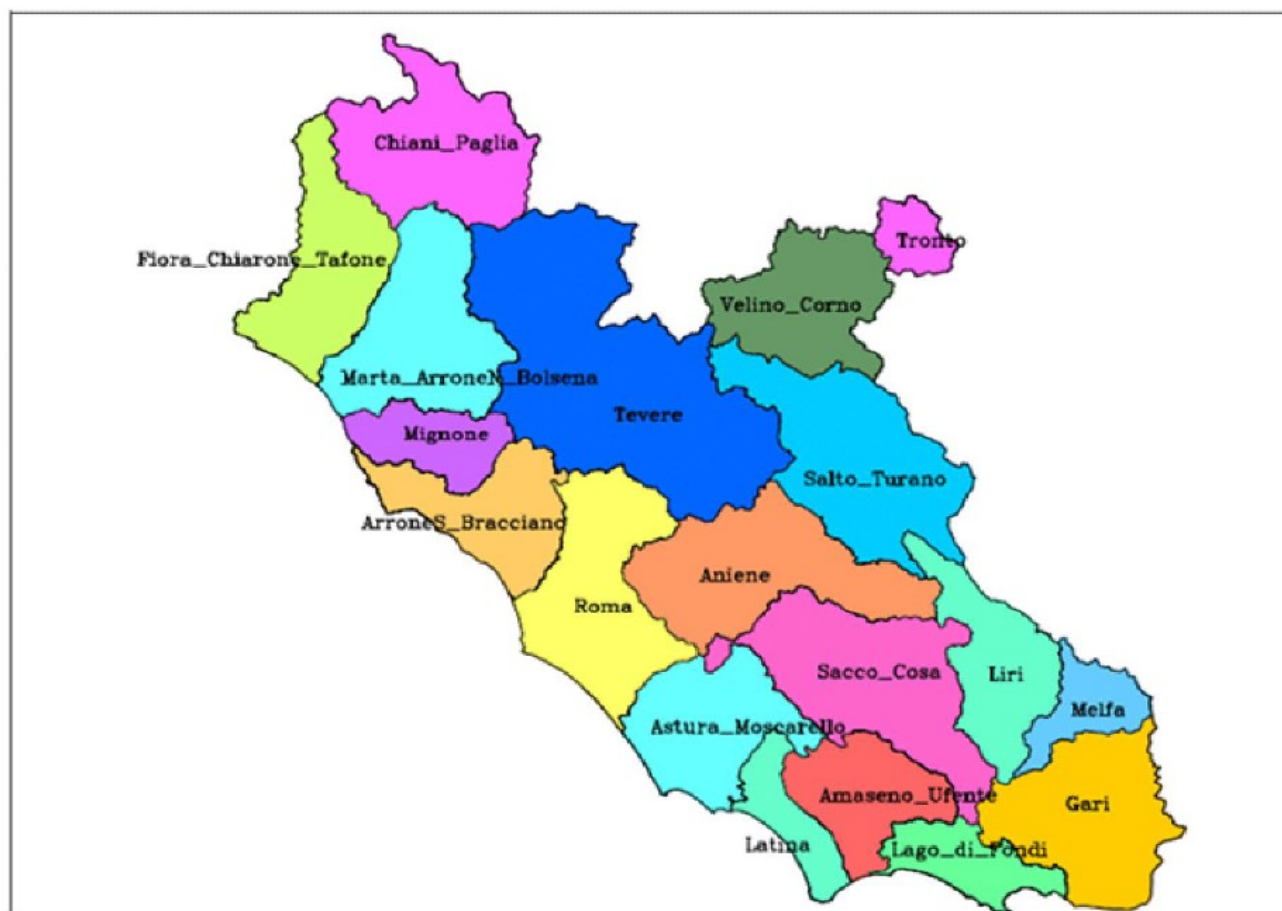 Chiani_Paglia
Tronto
Fiora_Chiarone_Tafone
Velino_Corno
Marta_ArroneN_Bolsena
Tevere
Mignone
Salto_Turano
ArroneS_Bracciano
Aniene
Roma
Sacco_Cosa
Liri
Melfa
Astura_Moscarello
Amaseno_Ufente
Gari
Latina
Lago_di_Fondi